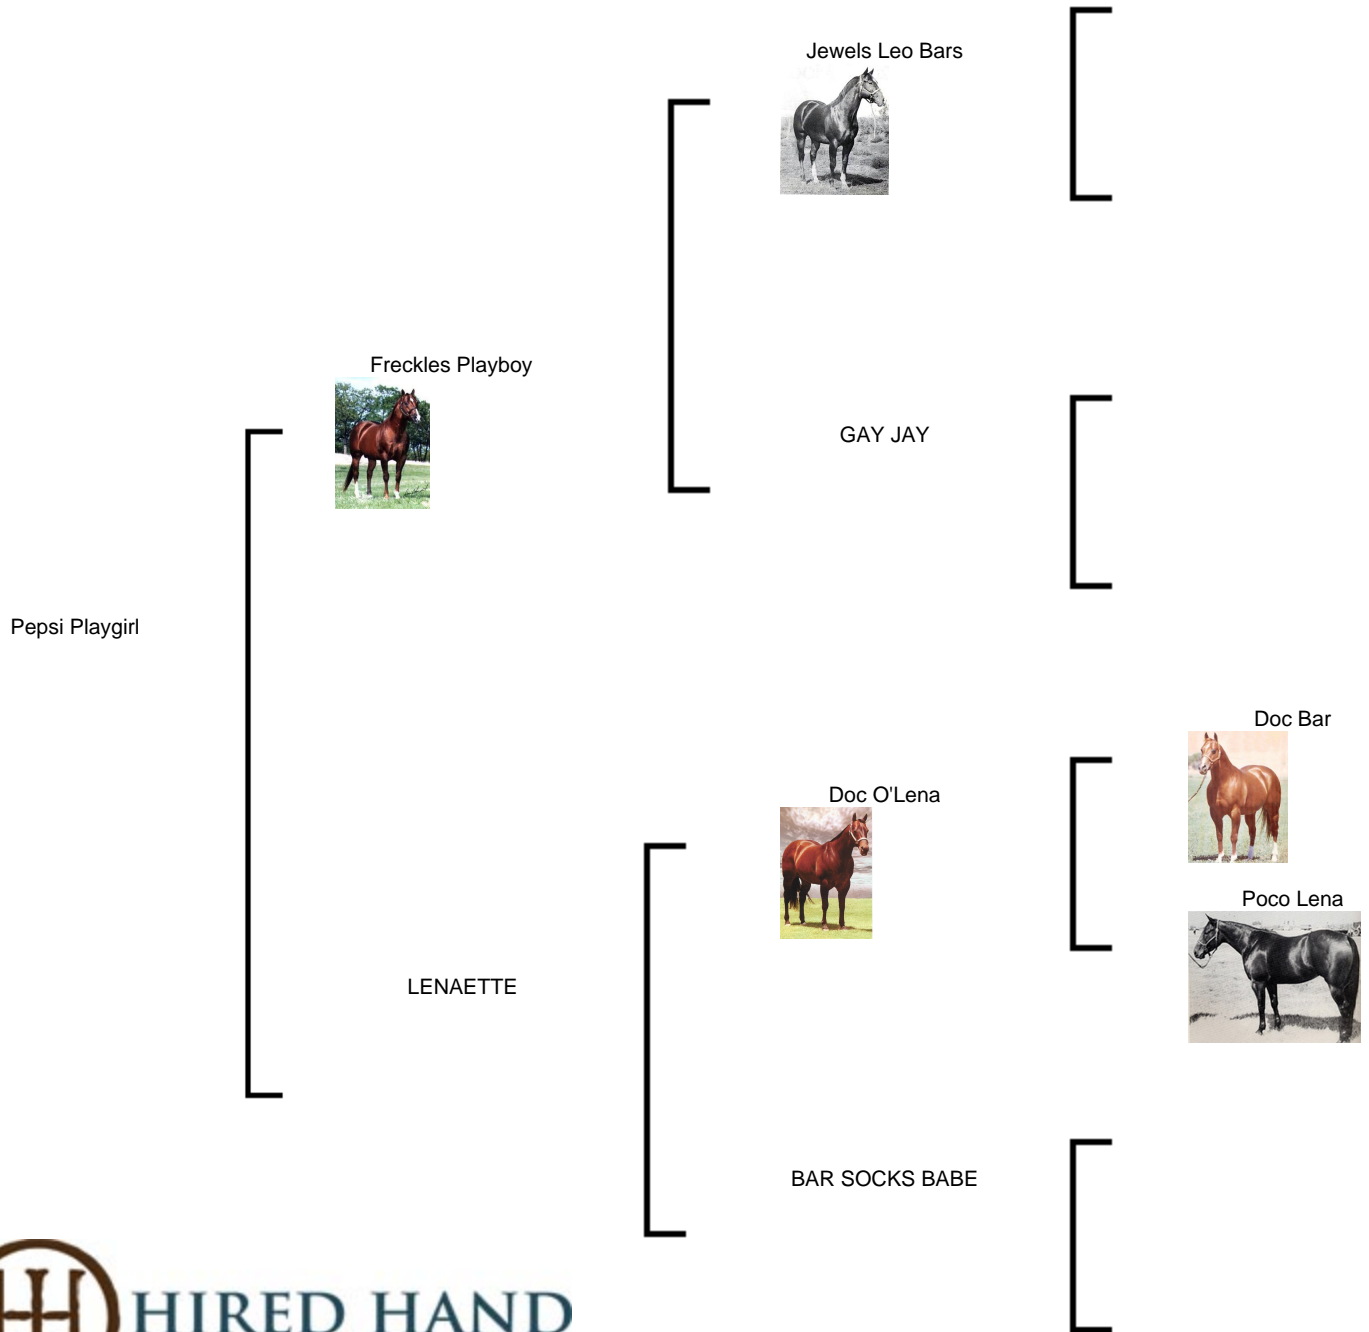 Jewels Leo Bars
Freckles Playboy
GAY JAY
Pepsi Playgirl
Doc Bar
Doc O'Lena
Poco Lena
LENAETTE
BAR SOCKS BABE
HIRED HAND